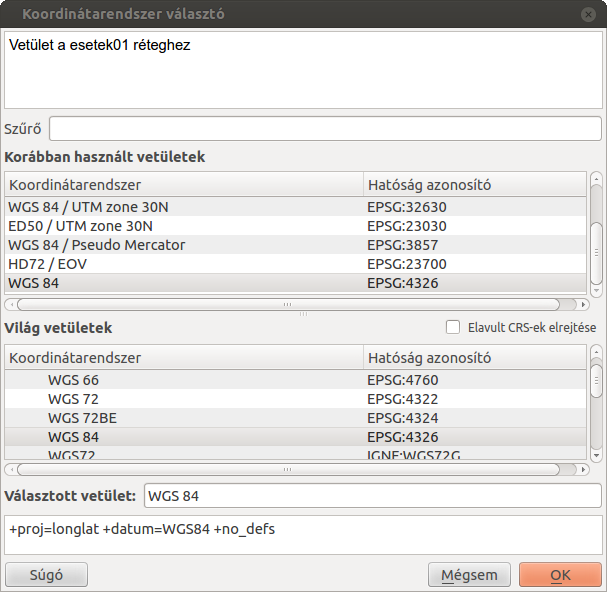 Koordinátarendszer választó
Vetület a esetek01 réteghez
Szűrő
Korábban használt vetületek
Koordinátarendszer Hatóság azonosító
WGS 84 / UTM zone 30N EPSG:32630
ED50 / UTM zone 30N EPSG:23030
WGS 84 / Pseudo Mercator EPSG:3857
HD72 / EOV EPSG:23700
WGS 84 EPSG:4326
Világ vetületek Elavult CRS-ek elrejtése
Koordinátarendszer Hatóság azonosító
WGS 66 EPSG:4760
WGS 72 EPSG:4322
WGS 72BE EPSG:4324
WGS 84 EPSG:4326
WGS72 IGNF:WGS72G
Választott vetület: WGS 84
+proj=longlat +datum=WGS84 +no_defs
Súgó Mégsem OK